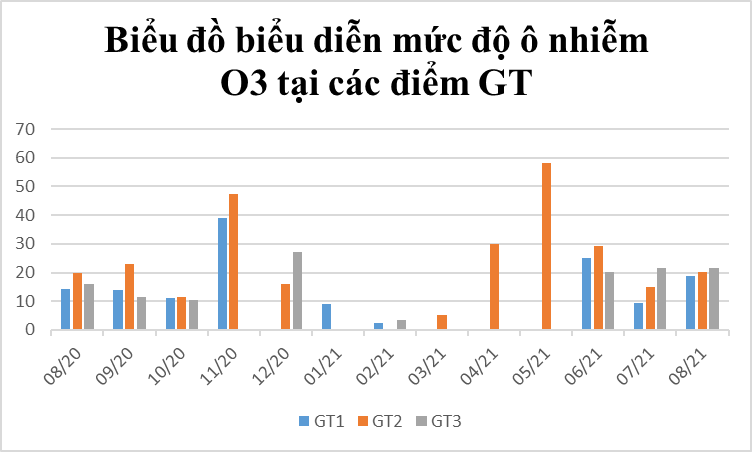 Biểu đồ biểu diễn mức độ ô nhiễm
O3 tại các điểm GT
70
60
50
40
30
20
10
0
08/20 09/20 10/20 11/20 12/20 01/21 02/21 03/21 04/21 05/21 06/21 07/21 08/21
GT1 GT2 GT3